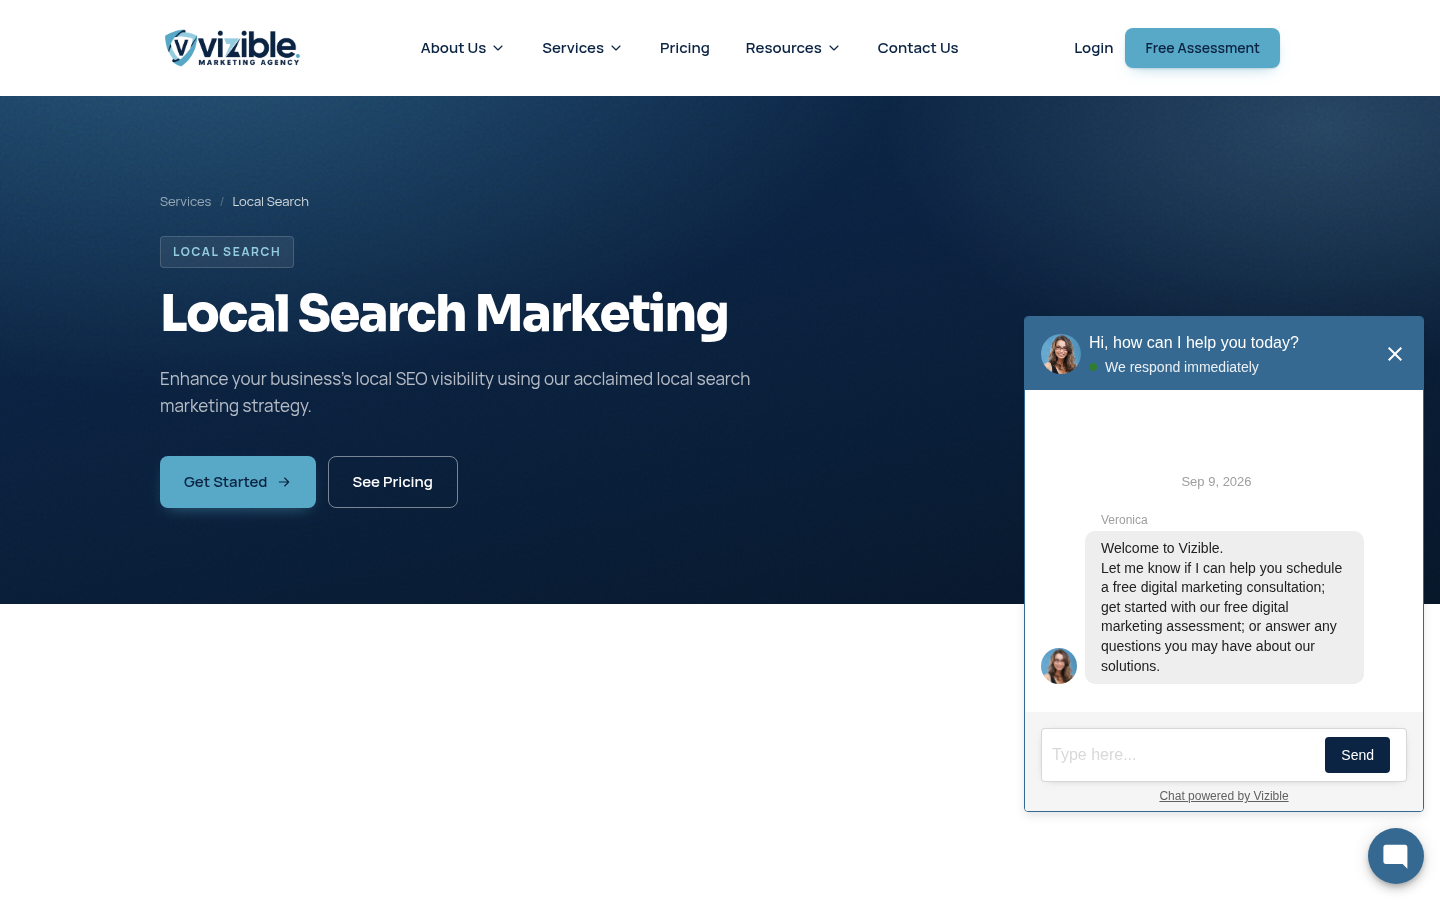 vizible
MARKETING AGENCY
About Us
Services
Pricing
Resources
Contact Us
Login
Free Assessment
Services / Local Search
LOCAL SEARCH
Local Search Marketing
Enhance your business's local SEO visibility using our acclaimed local search
marketing strategy.
Get Started
See Pricing
Hi, how can I help you today?
We respond immediately
Sep 9, 2026
Veronica
Welcome to Vizible.
Let me know if I can help you schedule
a free digital marketing consultation;
get started with our free digital
marketing assessment; or answer any
questions you may have about our
solutions.
Type here...
Send
Chat powered by Vizible